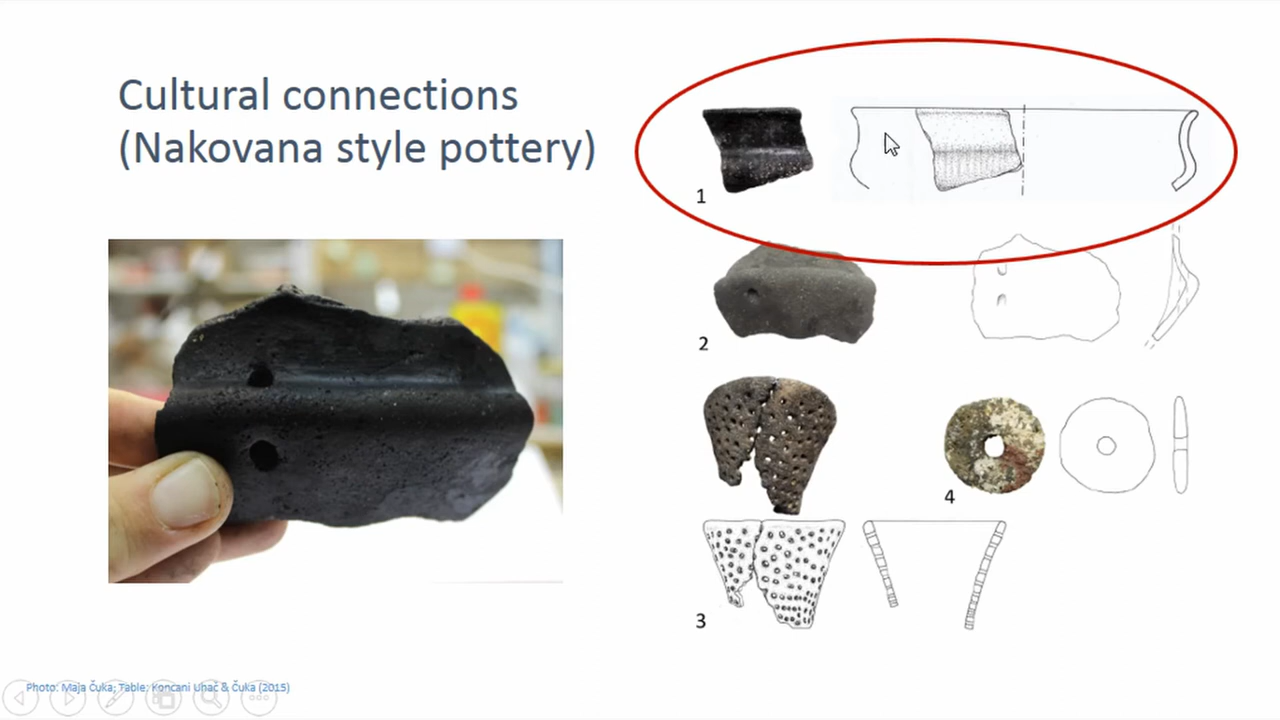 Cultural connections
(Nakovana style pottery)
1
2
3
4
Photo: Maja Čuka; Table: Koncani Uhač & Čuka (2015)